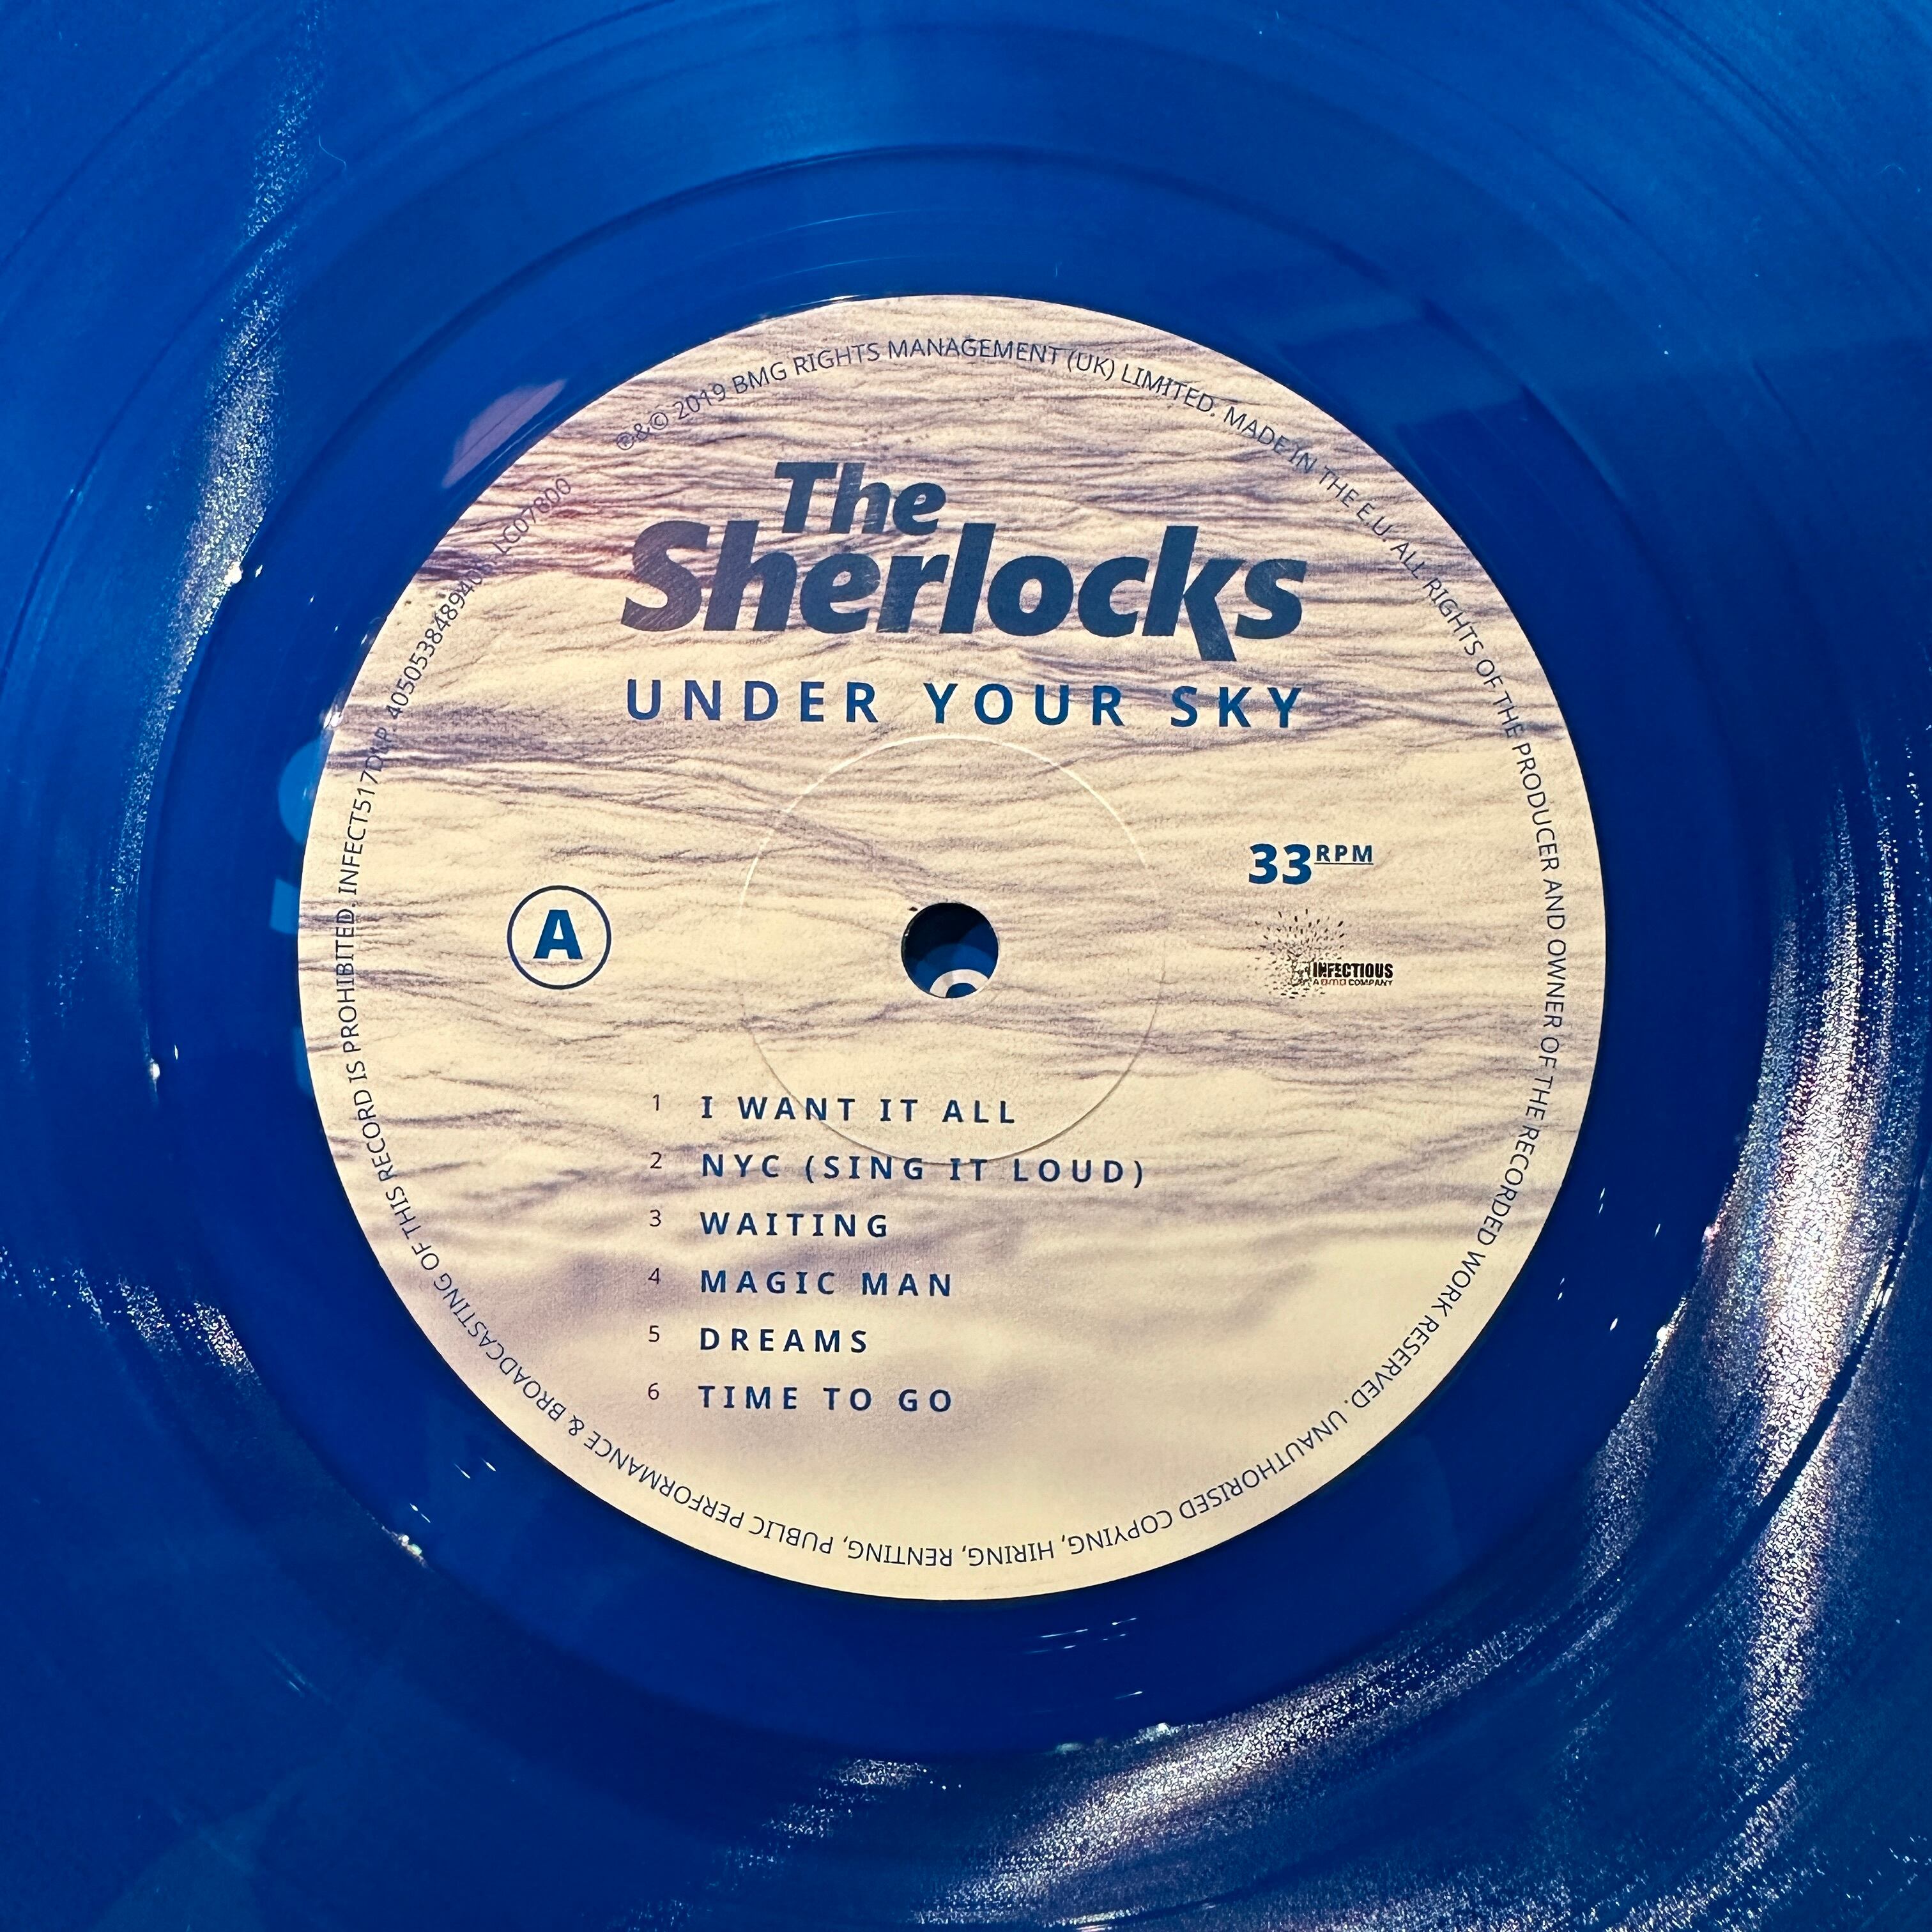 ℗&© 2019 BMG RIGHTS MANAGEMENT (UK) LIMITED. MADE IN THE E.U. ALL RIGHTS OF THE PRODUCER AND OWNER OF THE RECORDED WORK RESERVED. UNAUTHORISED COPYING, HIRING, RENTING, PUBLIC PERFORMANCE & BROADCASTING OF THIS RECORD IS PROHIBITED.
The
Sherlocks
UNDER YOUR SKY
33RPM
A
INFECTIOUS
A BMG COMPANY
1 I WANT IT ALL
2 NYC (SING IT LOUD)
3 WAITING
4 MAGIC MAN
5 DREAMS
6 TIME TO GO